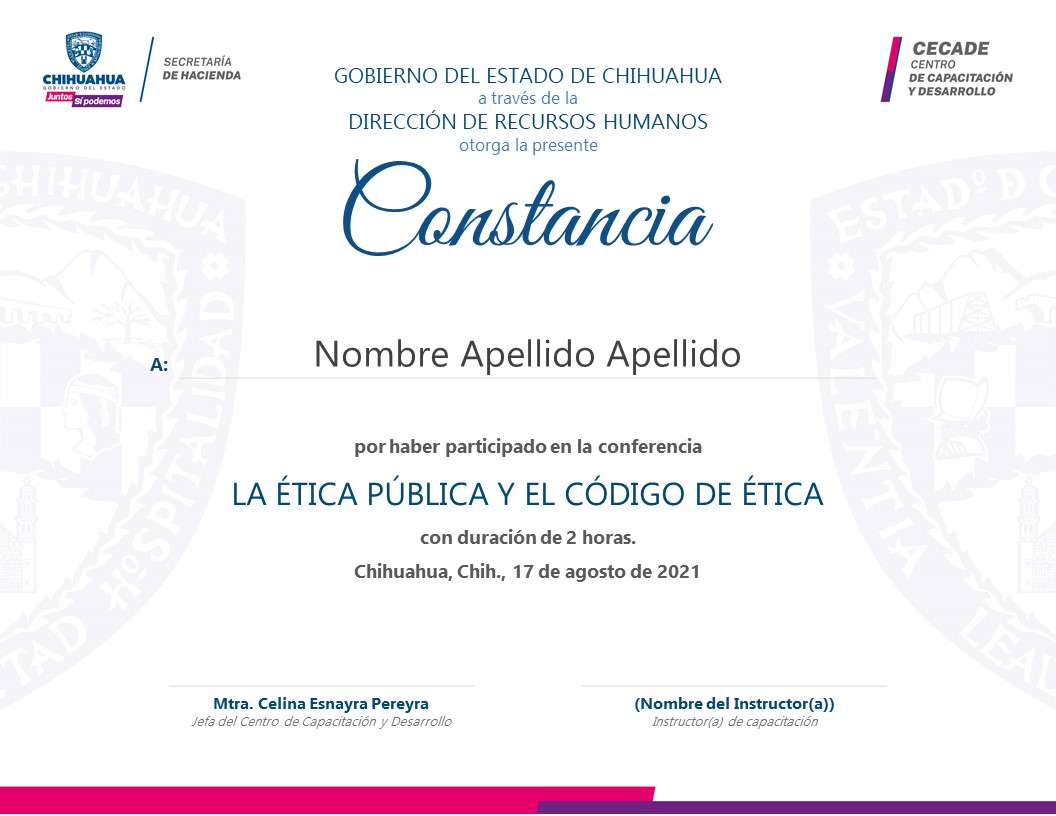 CHIHUAHUA
GOBIERNO DEL ESTADO
Juntos Sí podemos
SECRETARÍA
DE HACIENDA
CECADE
CENTRO
DE CAPACITACIÓN
Y DESARROLLO
GOBIERNO DEL ESTADO DE CHIHUAHUA
a través de la
DIRECCIÓN DE RECURSOS HUMANOS
otorga la presente
Constancia
CHIHUAHUA
ESTADO D C
HOSPITALIDAD
VALENTIA
A:
Nombre Apellido Apellido
por haber participado en la conferencia
LA ÉTICA PÚBLICA Y EL CÓDIGO DE ÉTICA
con duración de 2 horas.
Chihuahua, Chih., 17 de agosto de 2021
Mtra. Celina Esnayra Pereyra
Jefa del Centro de Capacitación y Desarrollo
(Nombre del Instructor(a))
Instructor(a) de capacitación